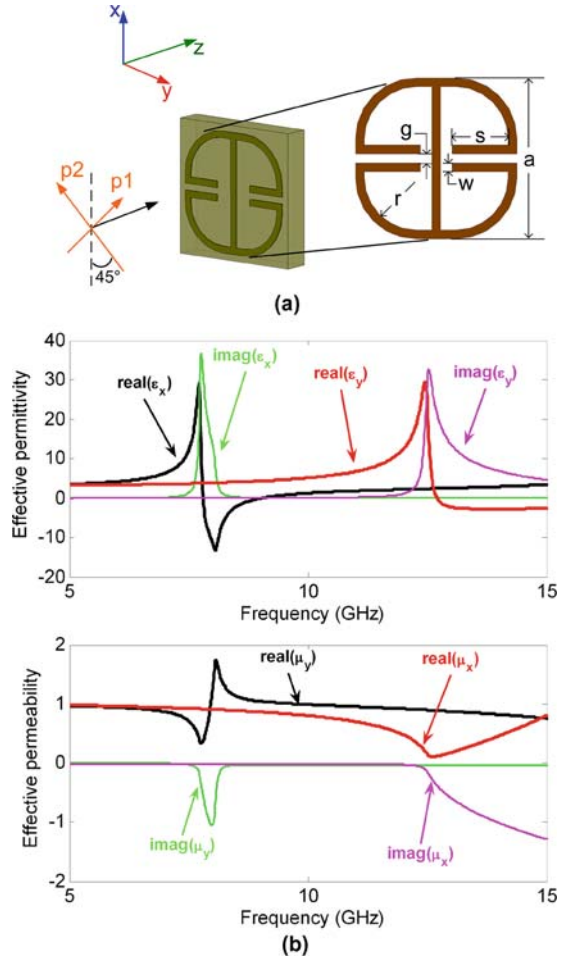 x
z
y
p2
p1
45°
g
s
a
w
r
(a)
Effective permittivity
40
30
20
10
0
-10
-20
real(εx)
imag(εx)
real(εy)
imag(εy)
5
10
15
Frequency (GHz)
Effective permeability
2
1
0
-1
-2
real(μy)
real(μx)
imag(μy)
imag(μx)
5
10
15
Frequency (GHz)
(b)